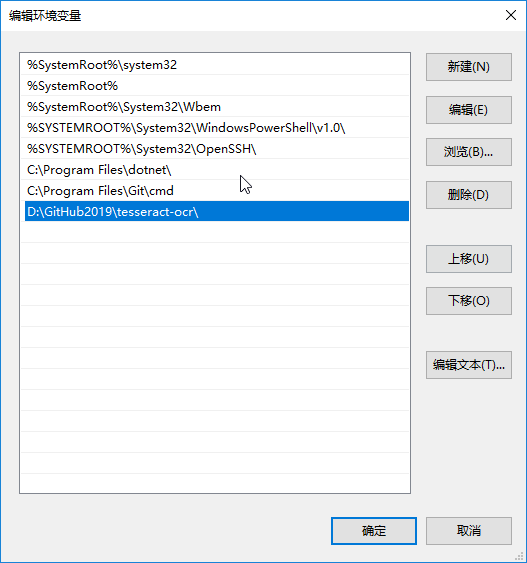 编辑环境变量
%SystemRoot%\system32
%SystemRoot%
%SystemRoot%\System32\Wbem
%SYSTEMROOT%\System32\WindowsPowerShell\v1.0\
%SYSTEMROOT%\System32\OpenSSH\
C:\Program Files\dotnet\
C:\Program Files\Git\cmd
D:\GitHub2019\tesseract-ocr\
新建(N)
编辑(E)
浏览(B)...
删除(D)
上移(U)
下移(O)
编辑文本(T)...
确定
取消